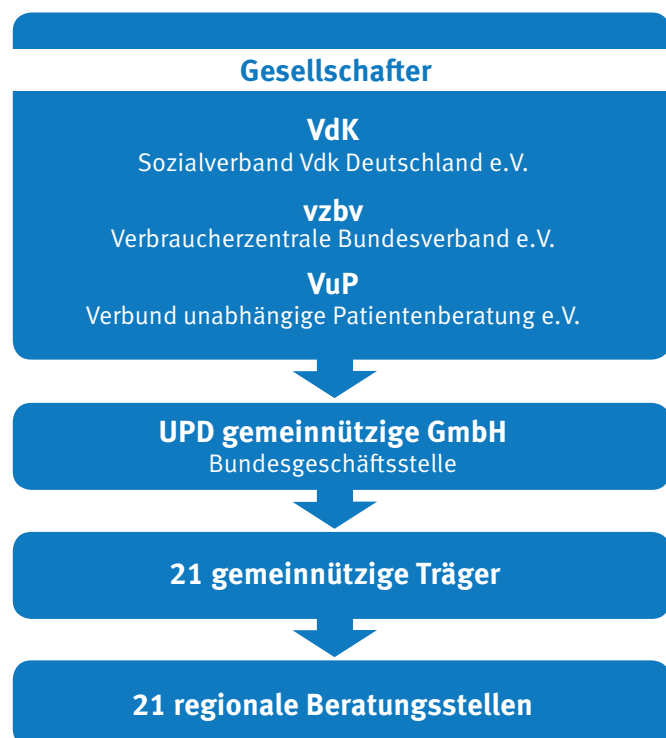 Gesellschafter
VdK
Sozialverband Vdk Deutschland e.V.
vzbv
Verbraucherzentrale Bundesverband e.V.
VuP
Verbund unabhängige Patientenberatung e.V.
UPD gemeinnützige GmbH
Bundesgeschäftsstelle
21 gemeinnützige Träger
21 regionale Beratungsstellen